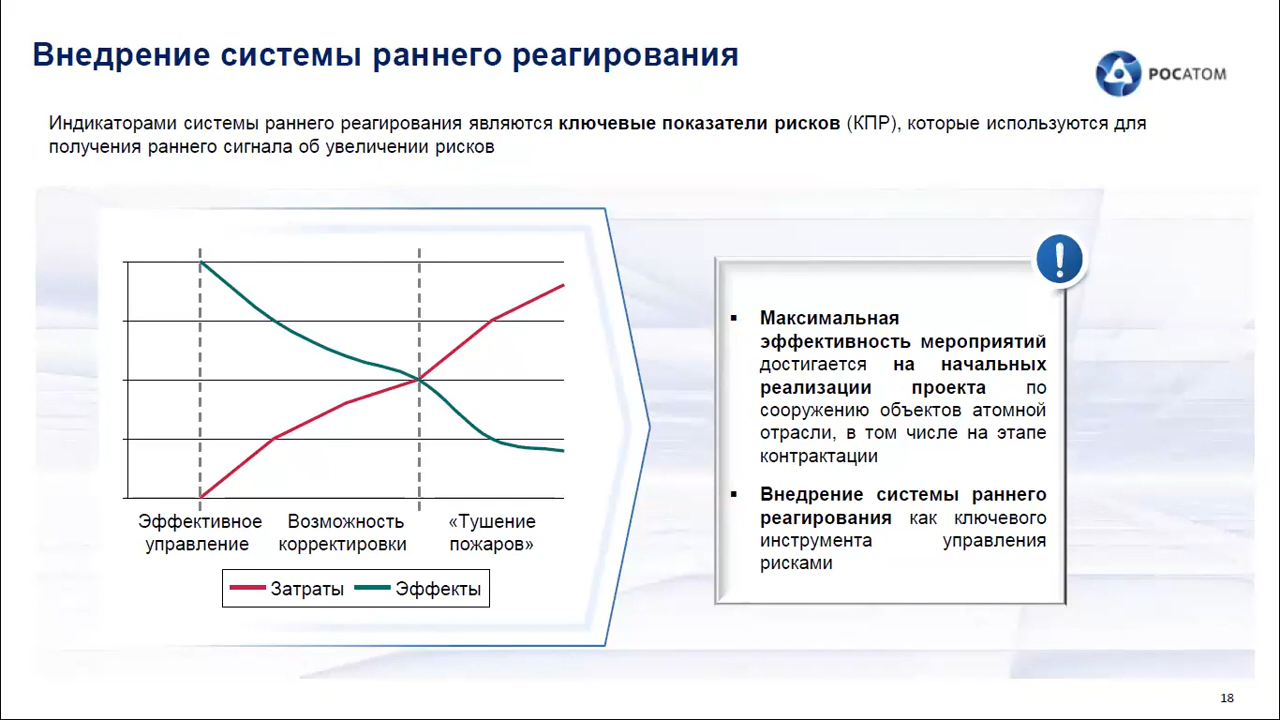 Внедрение системы раннего реагирования
РОСАТОМ
Индикаторами системы раннего реагирования являются ключевые показатели рисков (КПР), которые используются для
получения раннего сигнала об увеличении рисков
Эффективное
управление
Возможность
корректировки
«Тушение
пожаров»
Затраты
Эффекты
!
▪ Максимальная
эффективность мероприятий
достигается на начальных
реализации проекта по
сооружению объектов атомной
отрасли, в том числе на этапе
контрактации
▪ Внедрение системы раннего
реагирования как ключевого
инструмента управления
рисками
18